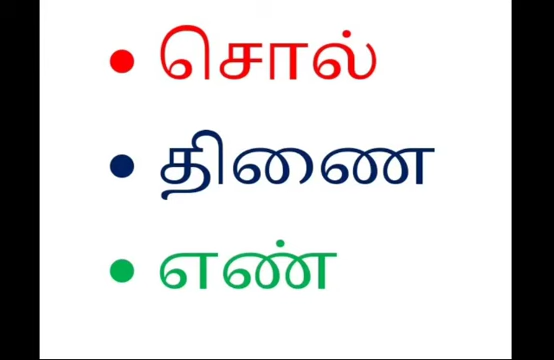 • சொல்
• திணை
• எண்